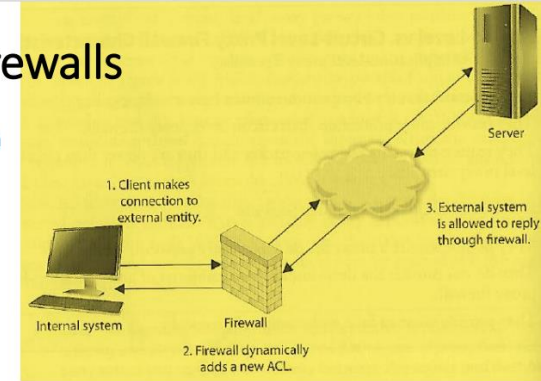 rewalls
Server
1. Client makes
connection to
external entity.
3. External system
is allowed to reply
through firewall.
Internal system
Firewall
2. Firewall dynamically
adds a new ACL.